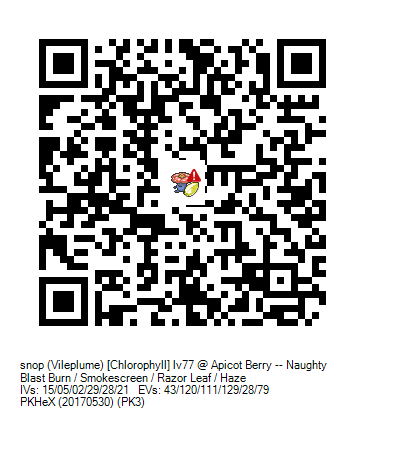 snop (Vileplume) [Chlorophyll] lv77 @ Apicot Berry -- Naughty
Blast Burn / Smokescreen / Razor Leaf / Haze
IVs: 15/05/02/29/28/21   EVs: 43/120/111/129/28/79
PKHeX (20170530) (PK3)